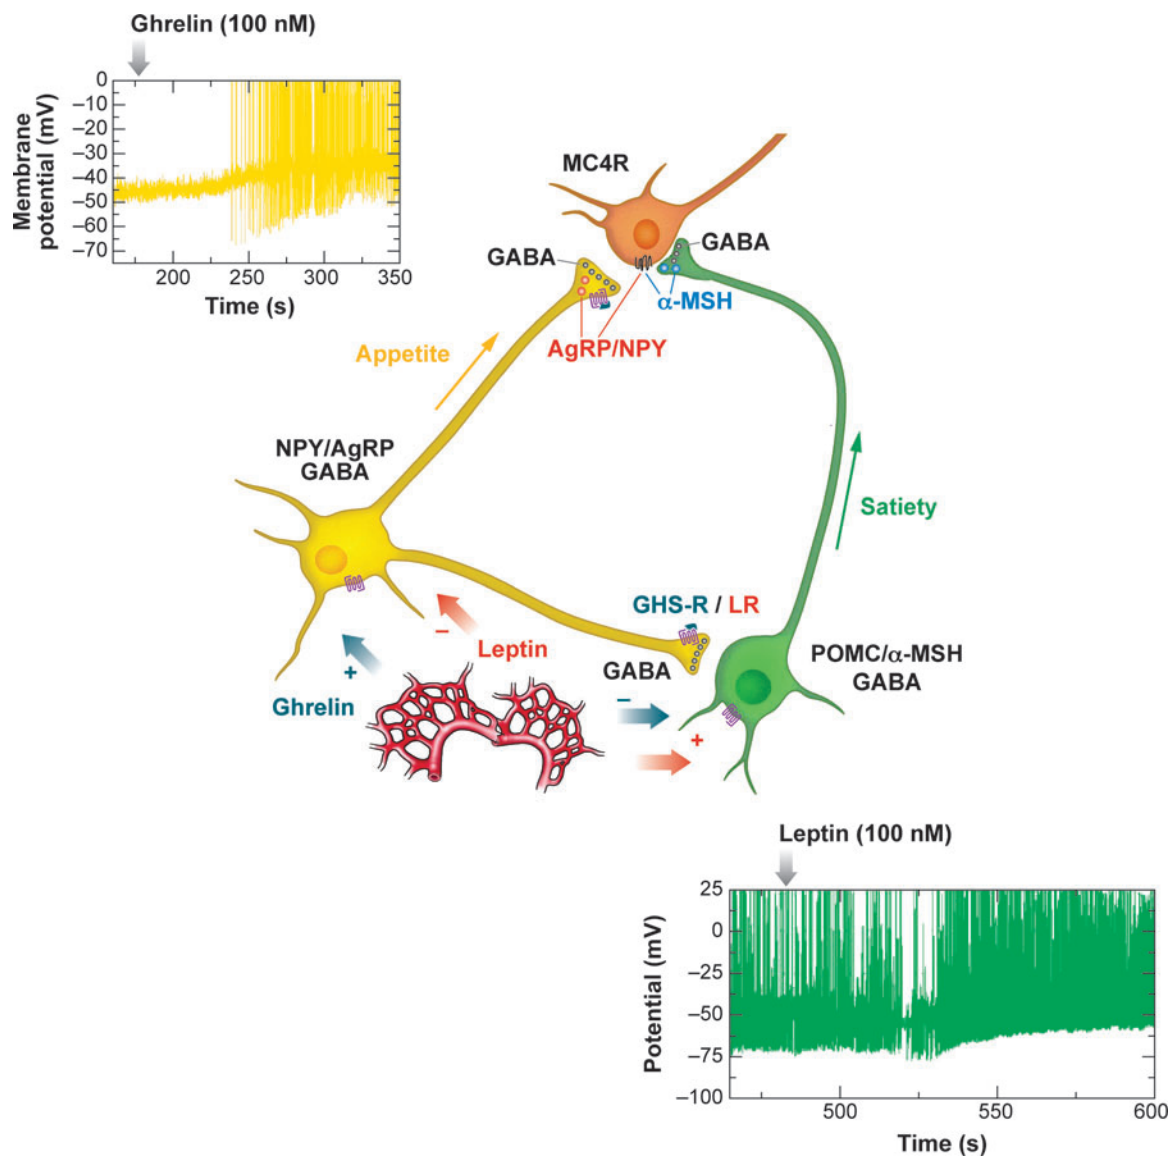 Ghrelin (100 nM)
Membrane
potential (mV)
0
–10
–20
–30
–40
–50
–60
–70
200
250
300
350
Time (s)
MC4R
GABA
GABA
α-MSH
AgRP/NPY
Appetite
NPY/AgRP
GABA
Satiety
GHS-R / LR
–
Leptin
+
Ghrelin
GABA
POMC/α-MSH
GABA
–
+
Leptin (100 nM)
Potential (mV)
25
0
–25
–50
–75
–100
500
550
600
Time (s)